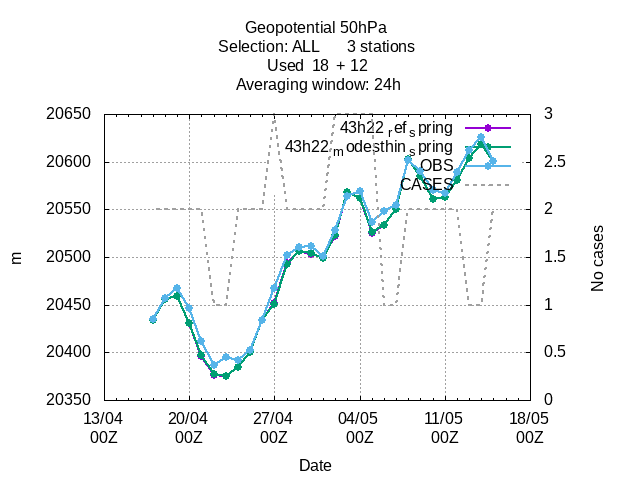 Geopotential 50hPa
Selection: ALL 3 stations
Used 18 + 12
Averaging window: 24h
20650
20600
20550
20500
20450
20400
20350
3
2.5
2
1.5
1
0.5
0
43h22_ref_spring
43h22_modesthin_spring
OBS
CASES
m
No cases
13/04 20/04 27/04 04/05 11/05 18/05
00Z 00Z 00Z 00Z 00Z 00Z
Date